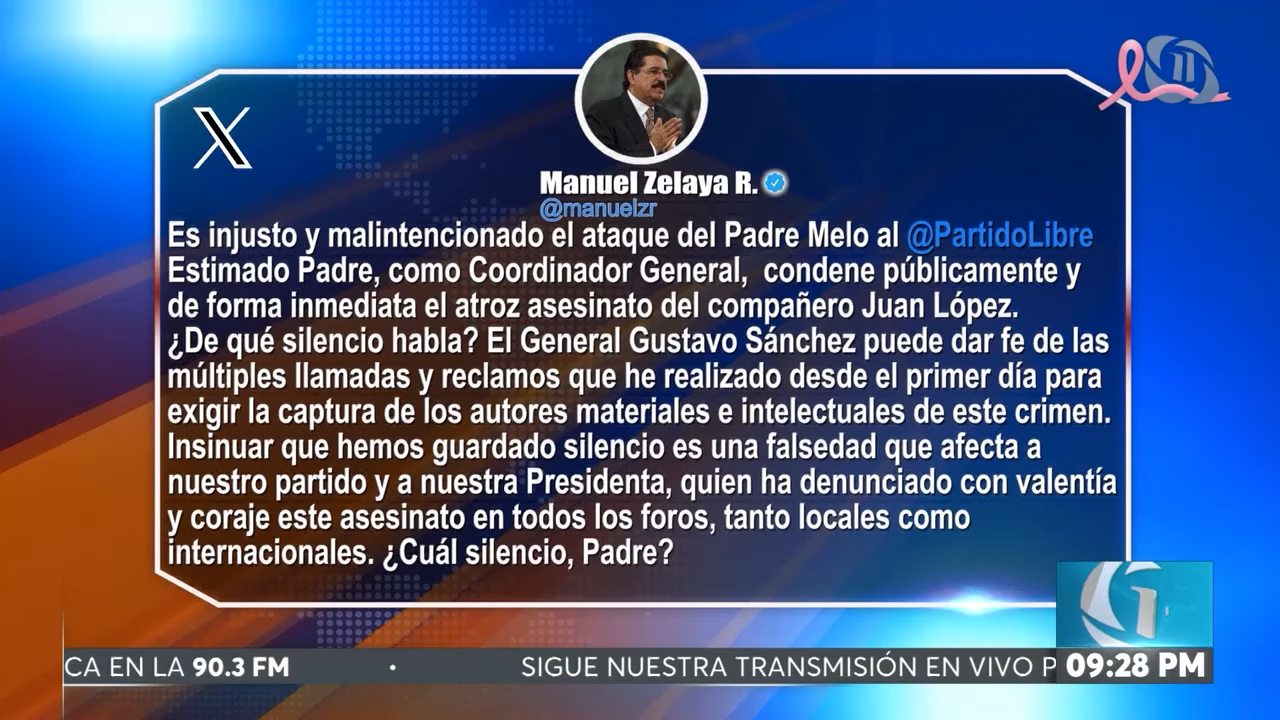 11
Manuel Zelaya R.
@manuelzr
Es injusto y malintencionado el ataque del Padre Melo al @PartidoLibre
Estimado Padre, como Coordinador General, condene públicamente y
de forma inmediata el atroz asesinato del compañero Juan López.
¿De qué silencio habla? El General Gustavo Sánchez puede dar fe de las
múltiples llamadas y reclamos que he realizado desde el primer día para
exigir la captura de los autores materiales e intelectuales de este crimen.
Insinuar que hemos guardado silencio es una falsedad que afecta a
nuestro partido y a nuestra Presidenta, quien ha denunciado con valentía
y coraje este asesinato en todos los foros, tanto locales como
internacionales. ¿Cuál silencio, Padre?
G
CA EN LA 90.3 FM • SIGUE NUESTRA TRANSMISIÓN EN VIVO P
09:28 PM